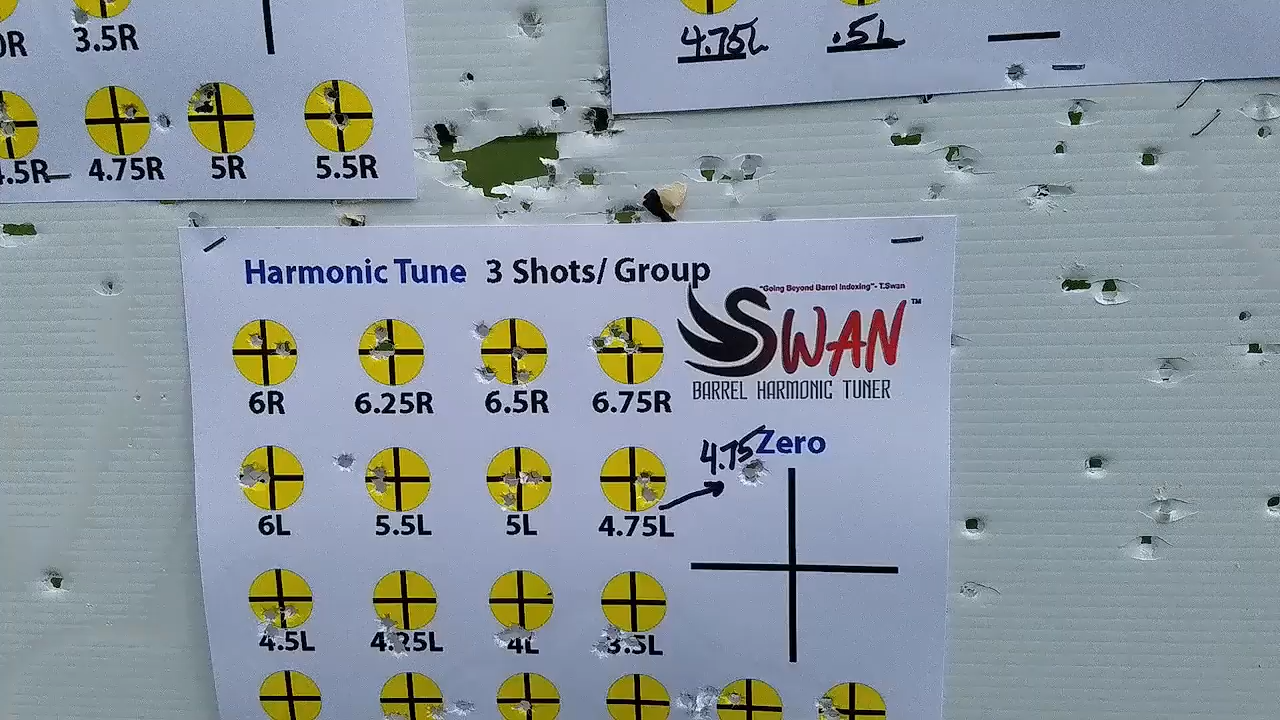 3.5R
4.75L .5L
4.75R 5R 5.5R
Harmonic Tune 3 Shots/ Group
"Going Beyond Barrel Indexing"- T.Swan
SWAN™
BARREL HARMONIC TUNER
6R 6.25R 6.5R 6.75R
4.75 Zero
6L 5.5L 5L 4.75L
4.5L 4.25L 4L 3.5L